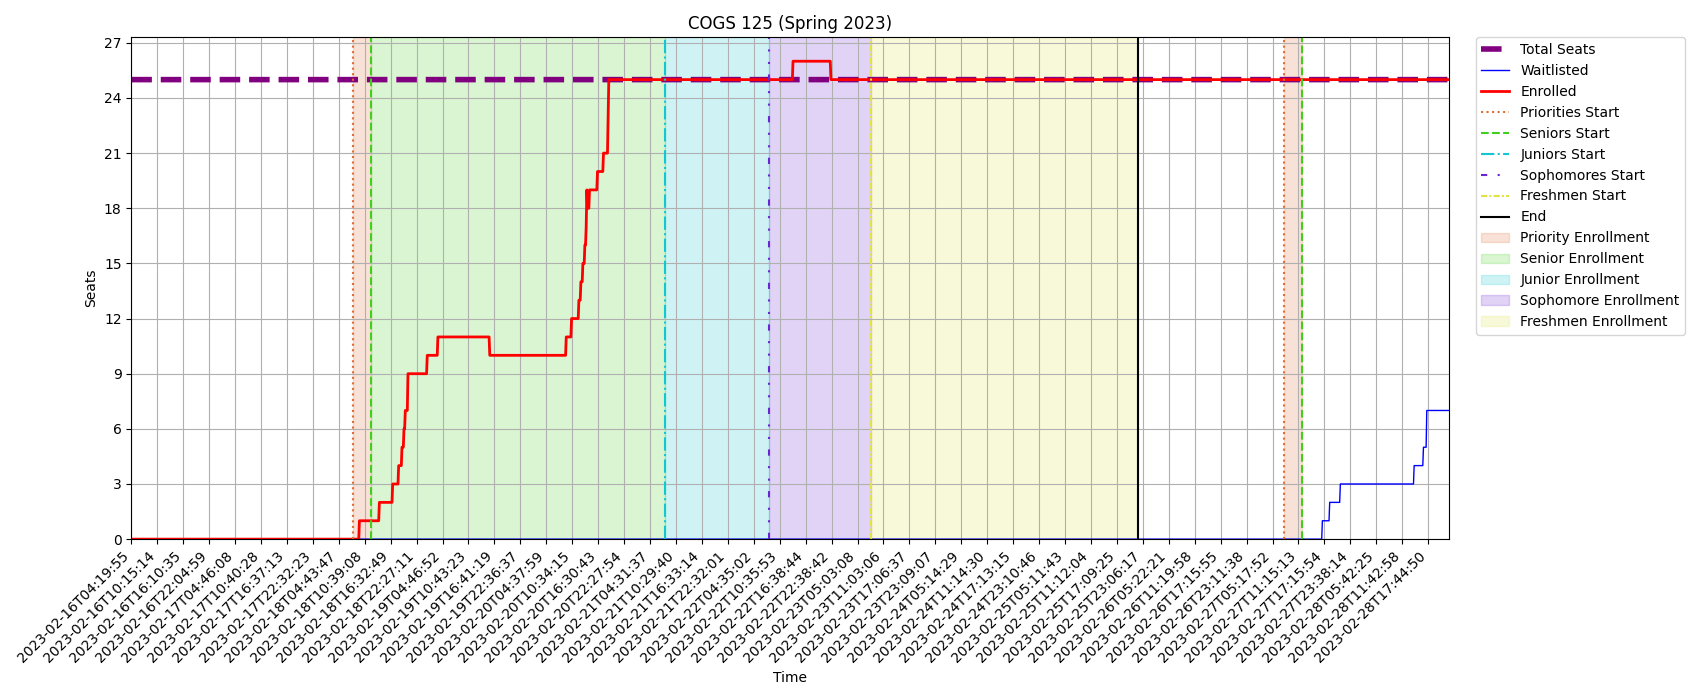 COGS 125 (Spring 2023)
27
24
21
18
15
12
9
6
3
0
Seats
Total Seats
Waitlisted
Enrolled
Priorities Start
Seniors Start
Juniors Start
Sophomores Start
Freshmen Start
End
Priority Enrollment
Senior Enrollment
Junior Enrollment
Sophomore Enrollment
Freshmen Enrollment
2023-02-16T04:19:55
2023-02-16T10:15:14
2023-02-16T16:10:35
2023-02-16T22:04:59
2023-02-17T04:46:08
2023-02-17T10:40:28
2023-02-17T16:37:13
2023-02-17T22:32:23
2023-02-18T04:43:47
2023-02-18T10:39:08
2023-02-18T16:32:49
2023-02-18T22:27:11
2023-02-19T04:46:52
2023-02-19T10:43:23
2023-02-19T16:41:19
2023-02-19T22:36:37
2023-02-20T04:37:59
2023-02-20T10:34:15
2023-02-20T16:30:43
2023-02-20T22:27:54
2023-02-21T04:31:37
2023-02-21T10:29:40
2023-02-21T16:33:14
2023-02-21T22:32:01
2023-02-22T04:35:02
2023-02-22T10:35:53
2023-02-22T16:38:44
2023-02-22T22:38:42
2023-02-23T05:03:08
2023-02-23T11:03:06
2023-02-23T17:06:37
2023-02-23T23:09:07
2023-02-24T05:14:29
2023-02-24T11:14:30
2023-02-24T17:13:15
2023-02-24T23:10:46
2023-02-25T05:11:43
2023-02-25T11:12:04
2023-02-25T17:09:25
2023-02-25T23:06:17
2023-02-26T05:22:21
2023-02-26T11:19:58
2023-02-26T17:15:55
2023-02-26T23:11:38
2023-02-27T05:17:52
2023-02-27T11:15:13
2023-02-27T17:15:54
2023-02-27T23:38:14
2023-02-28T05:42:25
2023-02-28T11:42:58
2023-02-28T17:44:50
Time